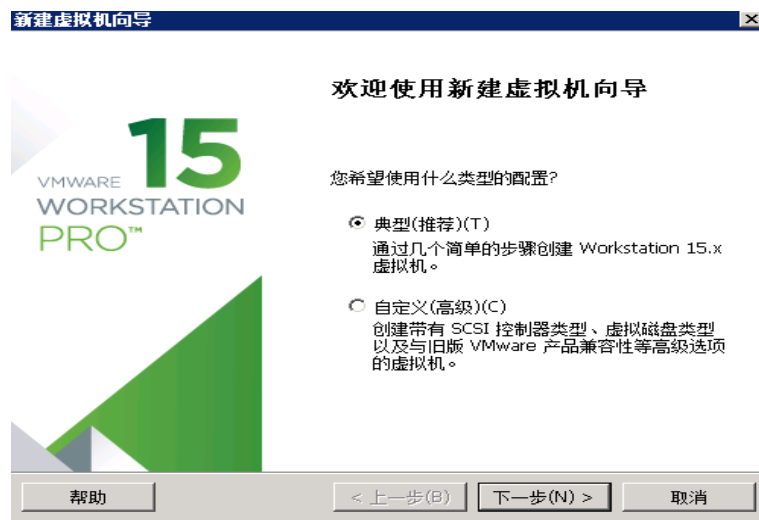 新建虚拟机向导
欢迎使用新建虚拟机向导
VMWARE 15
WORKSTATION
PRO™
您希望使用什么类型的配置?
典型(推荐)(T)
通过几个简单的步骤创建 Workstation 15.x
虚拟机。
自定义(高级)(C)
创建带有 SCSI 控制器类型、虚拟磁盘类型
以及与旧版 VMware 产品兼容性等高级选项
的虚拟机。
帮助
< 上一步(B)
下一步(N) >
取消